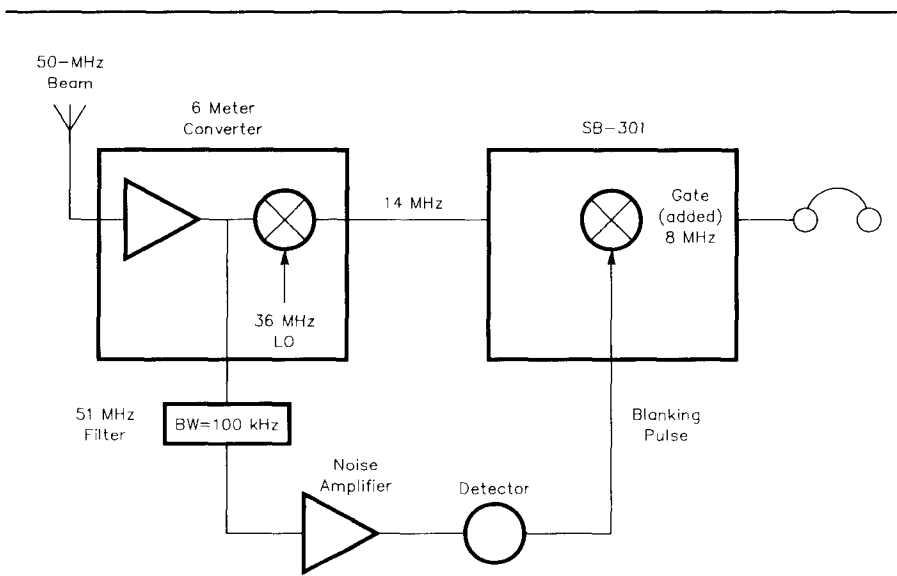 50-MHz
Beam
6 Meter
Converter
SB-301
14 MHz
Gate
(added)
8 MHz
36 MHz
LO
51 MHz
Filter
BW=100 kHz
Blanking
Pulse
Noise
Amplifier
Detector